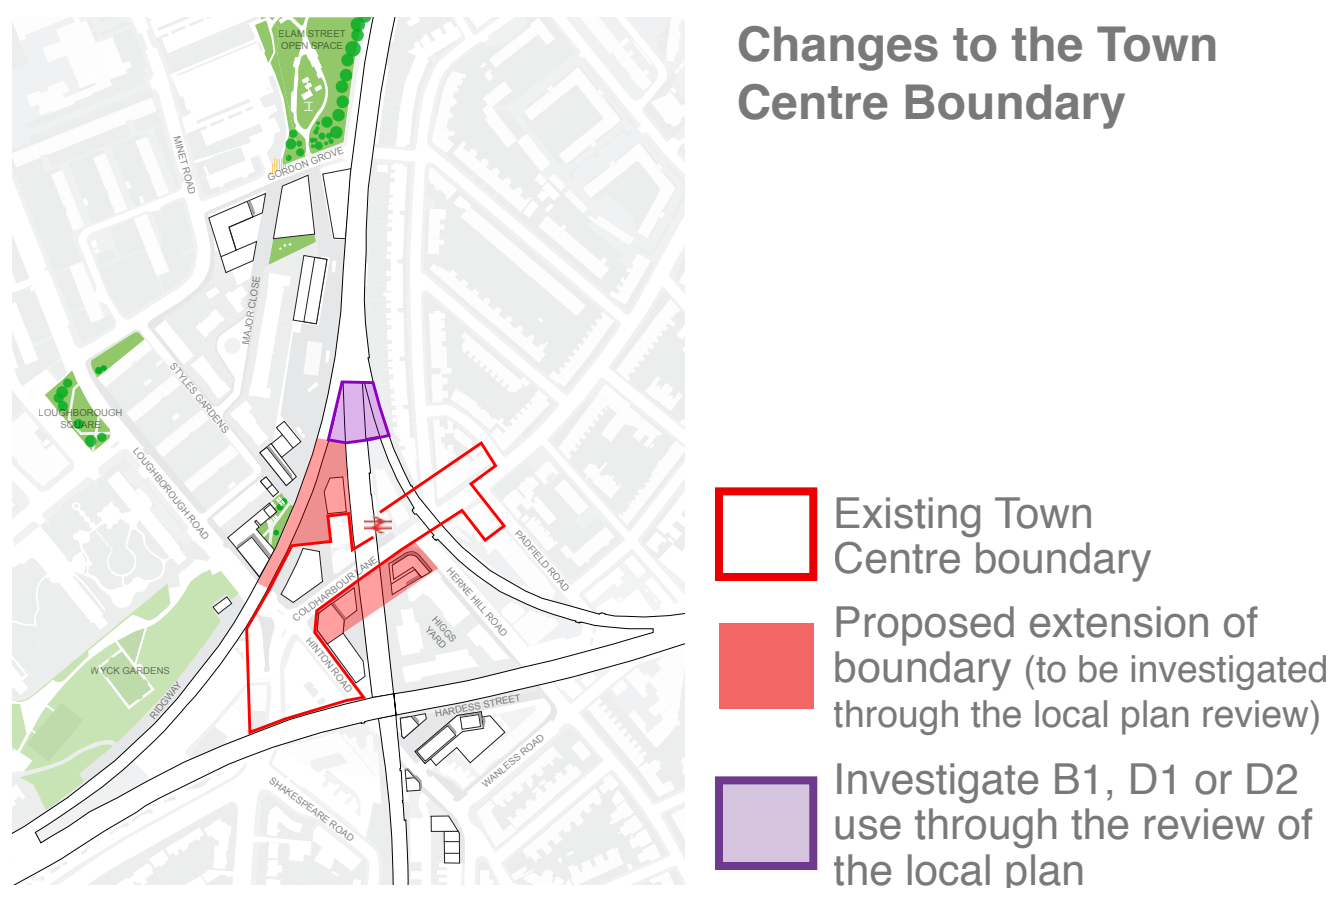 Changes to the Town
Centre Boundary
ELAM STREET
OPEN SPACE
MINET ROAD
GORDON GROVE
MAJOR CLOSE
STYLES GARDENS
LOUGHBOROUGH
SQUARE
LOUGHBOROUGH ROAD
PADFIELD ROAD
COLDHARBOUR LANE
HERNE HILL ROAD
HIGGS
YARD
HINTON ROAD
WYCK GARDENS
RIDGWAY
HARDESS STREET
WANLESS ROAD
SHAKESPEARE ROAD
Existing Town
Centre boundary
Proposed extension of
boundary (to be investigated
through the local plan review)
Investigate B1, D1 or D2
use through the review of
the local plan